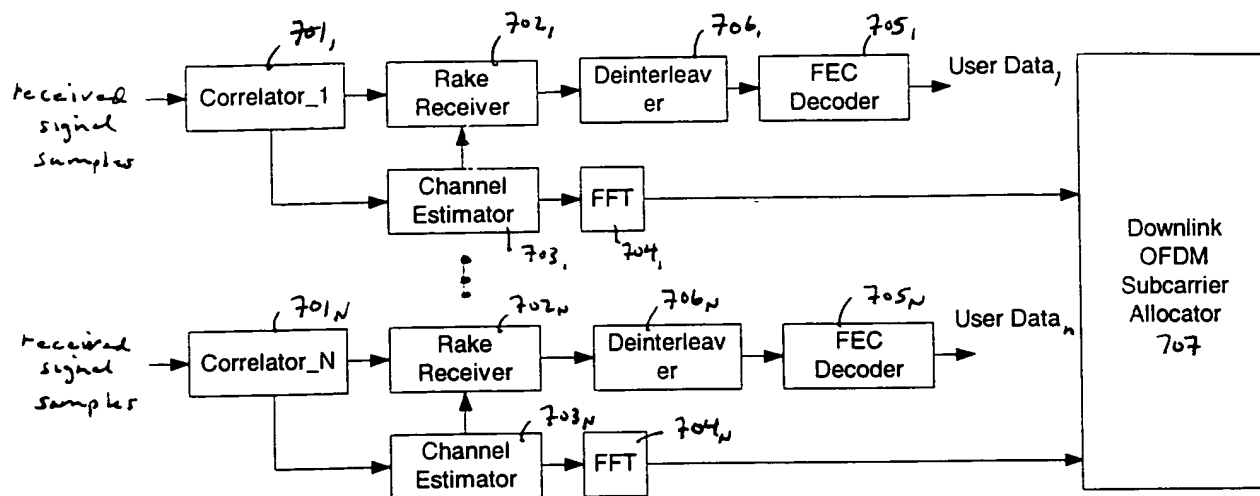 701₁
702₁
706₁
705₁
received
signal
samples
Correlator_1
Rake
Receiver
Deinterleav
er
FEC
Decoder
User Data₁
Channel
Estimator
FFT
703₁
704₁
Downlink
OFDM
Subcarrier
Allocator
707
701N
702N
706N
705N
received
signal
samples
Correlator_N
Rake
Receiver
Deinterleav
er
FEC
Decoder
User Dataₙ
703N
704N
Channel
Estimator
FFT